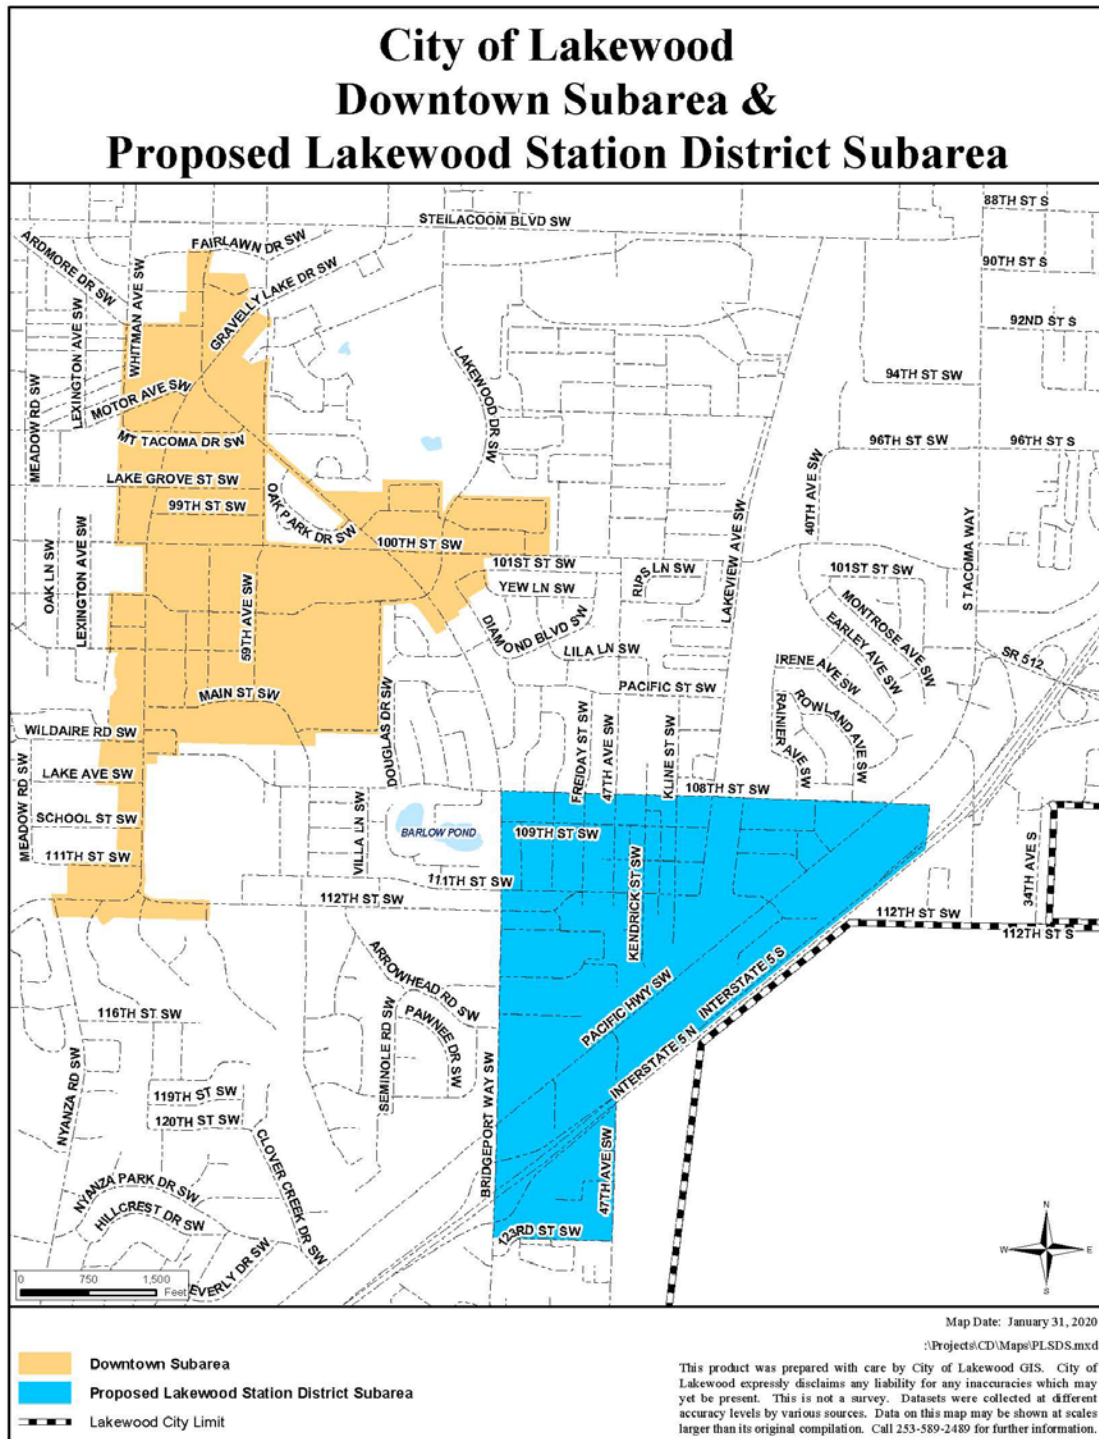 City of Lakewood
Downtown Subarea &
Proposed Lakewood Station District Subarea
88TH ST S
STEILACOOM BLVD SW
ARDMORE DR SW
FAIRLAWN DR SW
90TH ST S
GRAVELLY LAKE DR SW
WHITMAN AVE SW
LEXINGTON AVE SW
92ND ST S
LAKEWOOD DR SW
94TH ST SW
MEADOW RD SW
MOTOR AVE SW
MT TACOMA DR SW
96TH ST SW
96TH ST S
40TH AVE SW
LAKE GROVE ST SW
99TH ST SW
OAK PARK DR SW
100TH ST SW
S TACOMA WAY
LAKEVIEW AVE SW
OAK LN SW
LEXINGTON AVE SW
101ST ST SW
RIPS LN SW
101ST ST SW
YEW LN SW
59TH AVE SW
DIAMOND BLVD SW
MONTROSE AVE SW
EARLEY AVE SW
LILA LN SW
SR 512
IRENE AVE SW
PACIFIC ST SW
MAIN ST SW
ROWLAND AVE SW
RAINIER AVE SW
DOUGLAS DR SW
FREIDAY ST SW
47TH AVE SW
KLINE ST SW
WILDAIRE RD SW
LAKE AVE SW
108TH ST SW
MEADOW RD SW
SCHOOL ST SW
VILLA LN SW
BARLOW POND
109TH ST SW
111TH ST SW
111TH ST SW
KENDRICK ST SW
34TH AVE S
112TH ST SW
112TH ST SW
112TH ST S
ARROWHEAD RD SW
PACIFIC HWY SW
INTERSTATE 5 S
116TH ST SW
PAWNEE DR SW
SEMINOLE RD SW
INTERSTATE 5 N
NYANZA RD SW
119TH ST SW
120TH ST SW
BRIDGEPORT WAY SW
CLOVER CREEK DR SW
47TH AVE SW
NYANZA PARK DR SW
HILLCREST DR SW
123RD ST SW
EVERLY DR SW
N
W E
S
0 750 1,500
Feet
Map Date: January 31, 2020
:\Projects\CD\Maps\PLSDS.mxd
Downtown Subarea
Proposed Lakewood Station District Subarea
Lakewood City Limit
This product was prepared with care by City of Lakewood GIS. City of
Lakewood expressly disclaims any liability for any inaccuracies which may
yet be present. This is not a survey. Datasets were collected at different
accuracy levels by various sources. Data on this map may be shown at scales
larger than its original compilation. Call 253-589-2489 for further information.